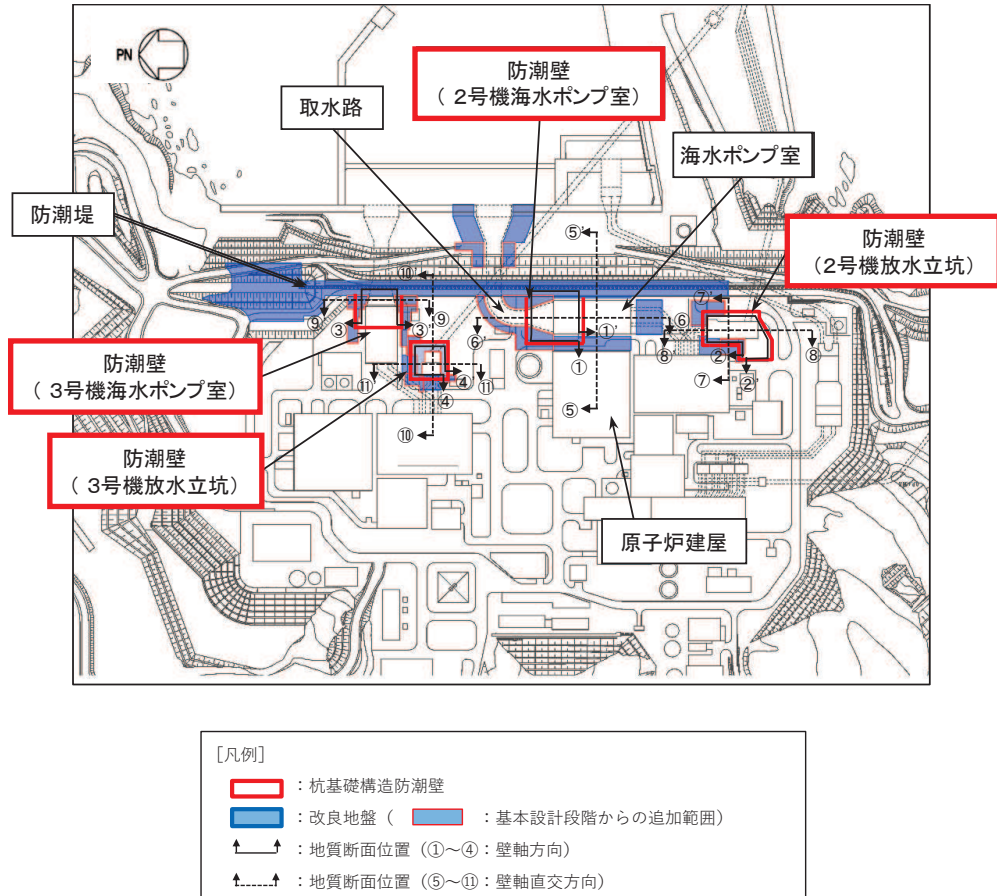 PN
防潮壁
(2号機海水ポンプ室)
取水路
海水ポンプ室
防潮堤
防潮壁
(2号機放水立坑)
⑤'
⑩'
⑦'
⑨
⑨'
③
③'
⑥'
⑥
①'
①
⑧
⑧'
②
②'
⑦
⑪'
⑪
④'
④
⑤
⑩
防潮壁
(3号機海水ポンプ室)
防潮壁
(3号機放水立坑)
原子炉建屋
[凡例]
:杭基礎構造防潮壁
:改良地盤( :基本設計段階からの追加範囲)
:地質断面位置(①~④:壁軸方向)
:地質断面位置(⑤~⑪:壁軸直交方向)